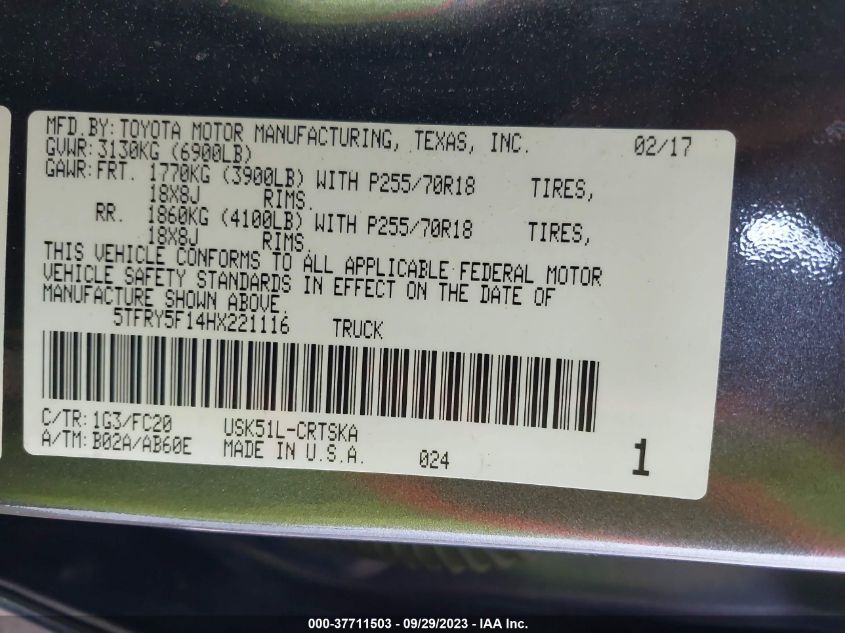 MFD.BY: TOYOTA MOTOR MANUFACTURING, TEXAS, INC. 02/17
GVWR: 3130KG (6900LB)
GAWR: FRT. 1770KG (3900LB) WITH P255/70R18 TIRES,
18X8J RIMS.
RR. 1860KG (4100LB) WITH P255/70R18 TIRES,
18X8J RIMS.
THIS VEHICLE CONFORMS TO ALL APPLICABLE FEDERAL MOTOR
VEHICLE SAFETY STANDARDS IN EFFECT ON THE DATE OF
MANUFACTURE SHOWN ABOVE.
5TFRY5F14HX221116 TRUCK
C/TR: 1G3/FC20 USK51L-CRTSKA
A/TM: B02A/AB60E MADE IN U.S.A. 024 1
000-37711503 - 09/29/2023 - IAA Inc.